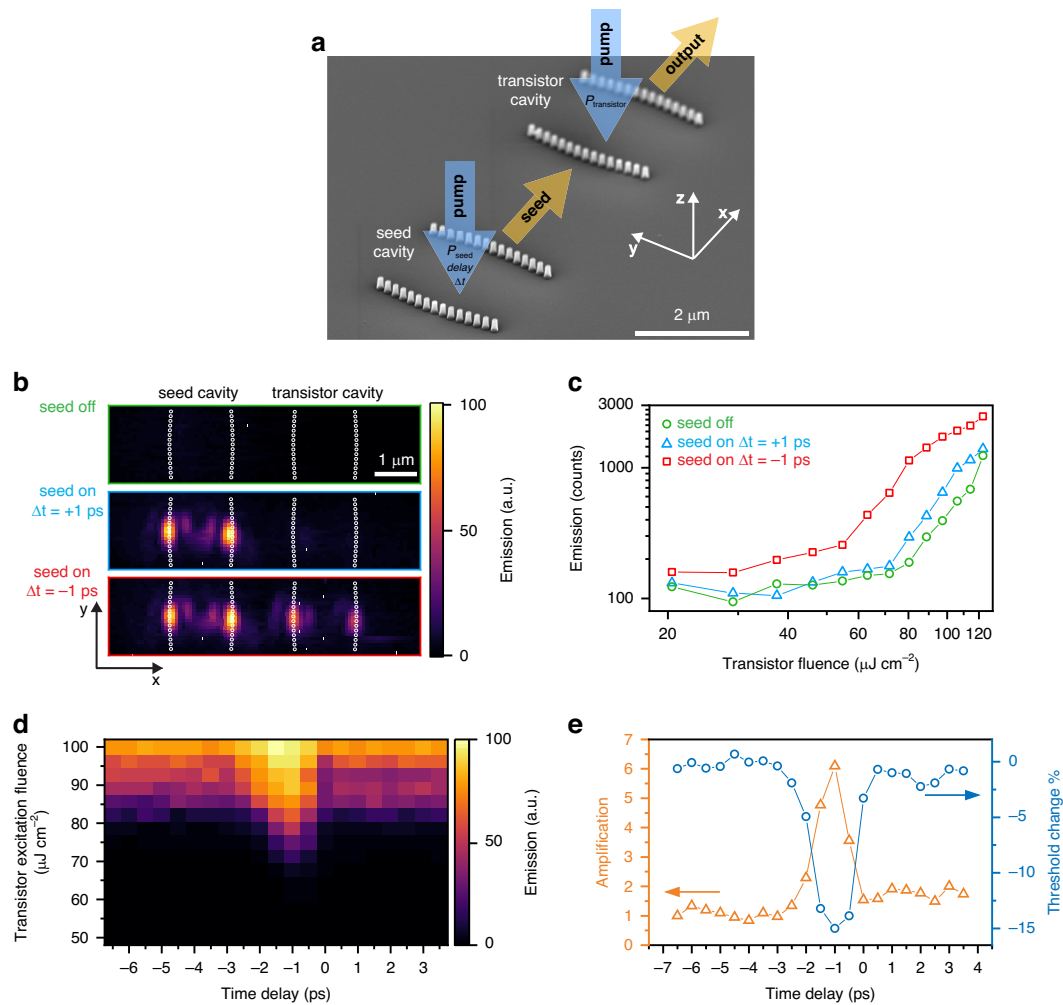 a
pump
output
transistor
cavity
P transistor
pump
seed
seed
cavity
P seed
delay
Δt
z
x
y
2 μm
b
seed cavity
transistor cavity
seed off
1 μm
seed on
Δt = +1 ps
seed on
Δt = −1 ps
y
x
100
50
0
Emission (a.u.)
c
3000
1000
100
Emission (counts)
seed off
seed on Δt = +1 ps
seed on Δt = −1 ps
20
40
60
80
100
120
Transistor fluence (μJ cm⁻²)
d
Transistor excitation fluence
(μJ cm⁻²)
100
90
80
70
60
50
−6
−5
−4
−3
−2
−1
0
1
2
3
Time delay (ps)
100
50
0
Emission (a.u.)
e
Amplification
7
6
5
4
3
2
1
0
−7
−6
−5
−4
−3
−2
−1
0
1
2
3
4
Time delay (ps)
0
−5
−10
−15
Threshold change %